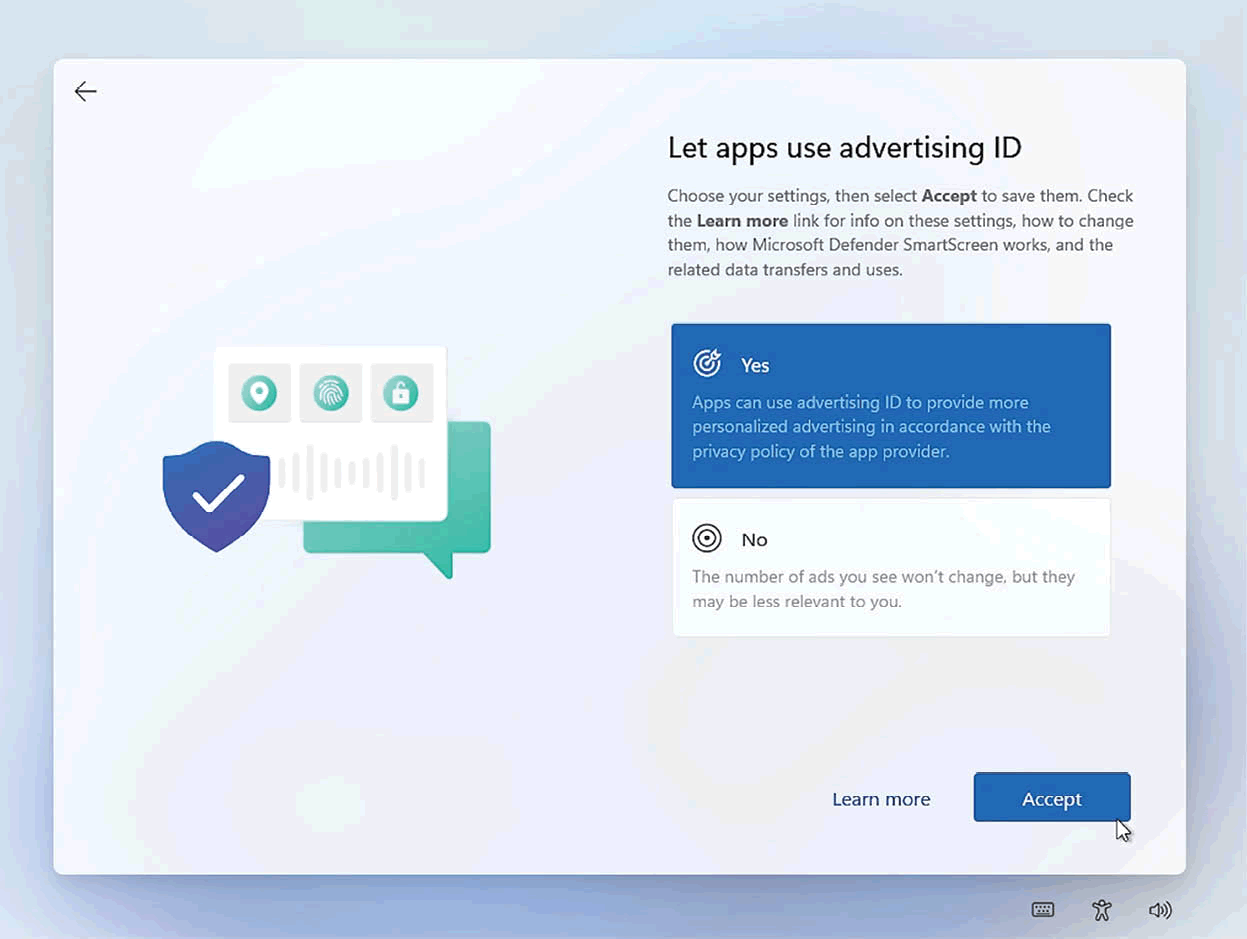 Let apps use advertising ID
Choose your settings, then select Accept to save them. Check
the Learn more link for info on these settings, how to change
them, how Microsoft Defender SmartScreen works, and the
related data transfers and uses.
Yes
Apps can use advertising ID to provide more
personalized advertising in accordance with the
privacy policy of the app provider.
No
The number of ads you see won't change, but they
may be less relevant to you.
Learn more
Accept